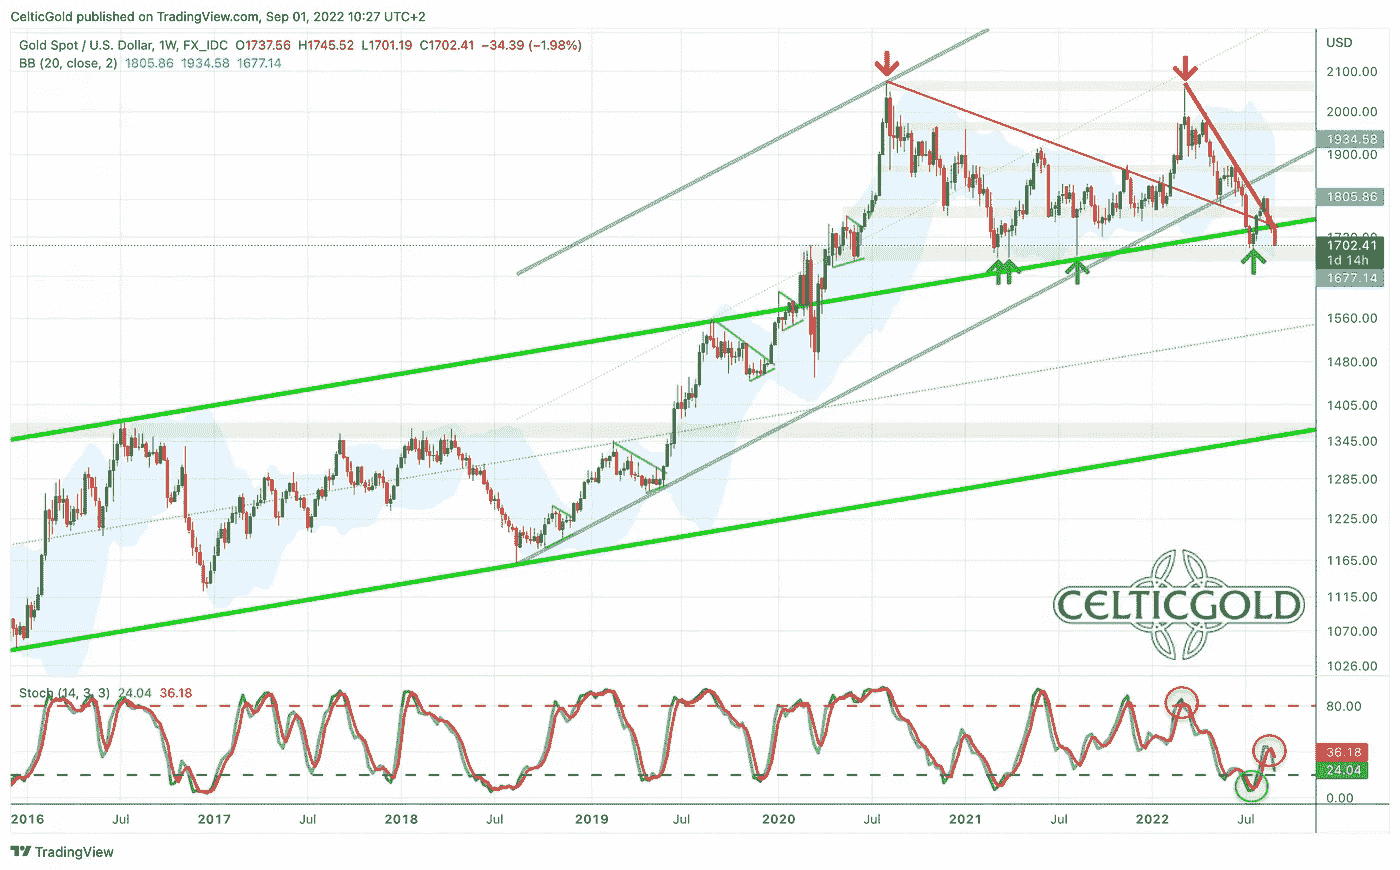 CelticGold published on TradingView.com, Sep 01, 2022 10:27 UTC+2
Gold Spot / U.S. Dollar, 1W, FX_IDC O1737.56 H1745.52 L1701.19 C1702.41 −34.39 (−1.98%)
BB (20, close, 2) 1805.86 1934.58 1677.14
USD
2100.00
2000.00
1934.58
1900.00
1805.86
1702.41
1d 14h
1677.14
1560.00
1480.00
1405.00
1345.00
1285.00
1225.00
1165.00
1115.00
1070.00
1026.00
CELTICGOLD
Stoch (14, 3, 3) 24.04 36.18
80.00
36.18
24.04
0.00
2016 Jul 2017 Jul 2018 Jul 2019 Jul 2020 Jul 2021 Jul 2022 Jul
TradingView